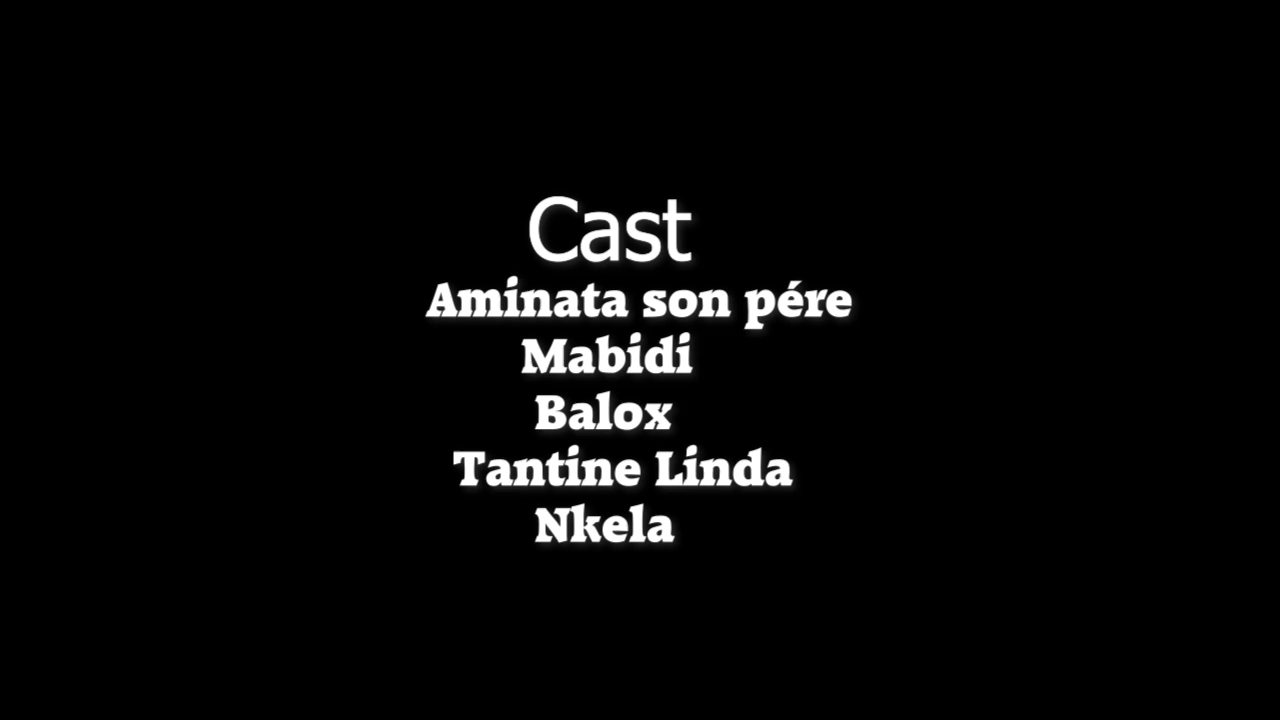 Cast
Aminata son pére
Mabidi
Balox
Tantine Linda
Nkela